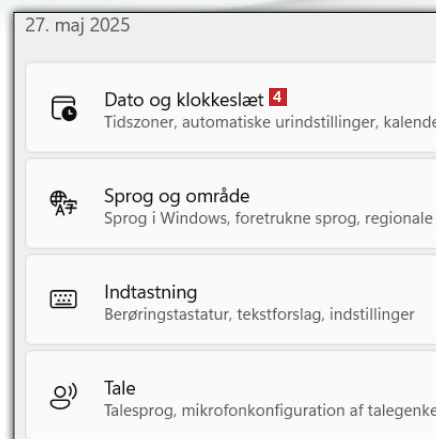 27. maj 2025
Dato og klokkeslæt 4
Tidszoner, automatiske urindstillinger, kalende
Sprog og område
Sprog i Windows, foretrukne sprog, regionale
Indtastning
Berøringstastatur, tekstforslag, indstillinger
Tale
Talesprog, mikrofonkonfiguration af talegenke